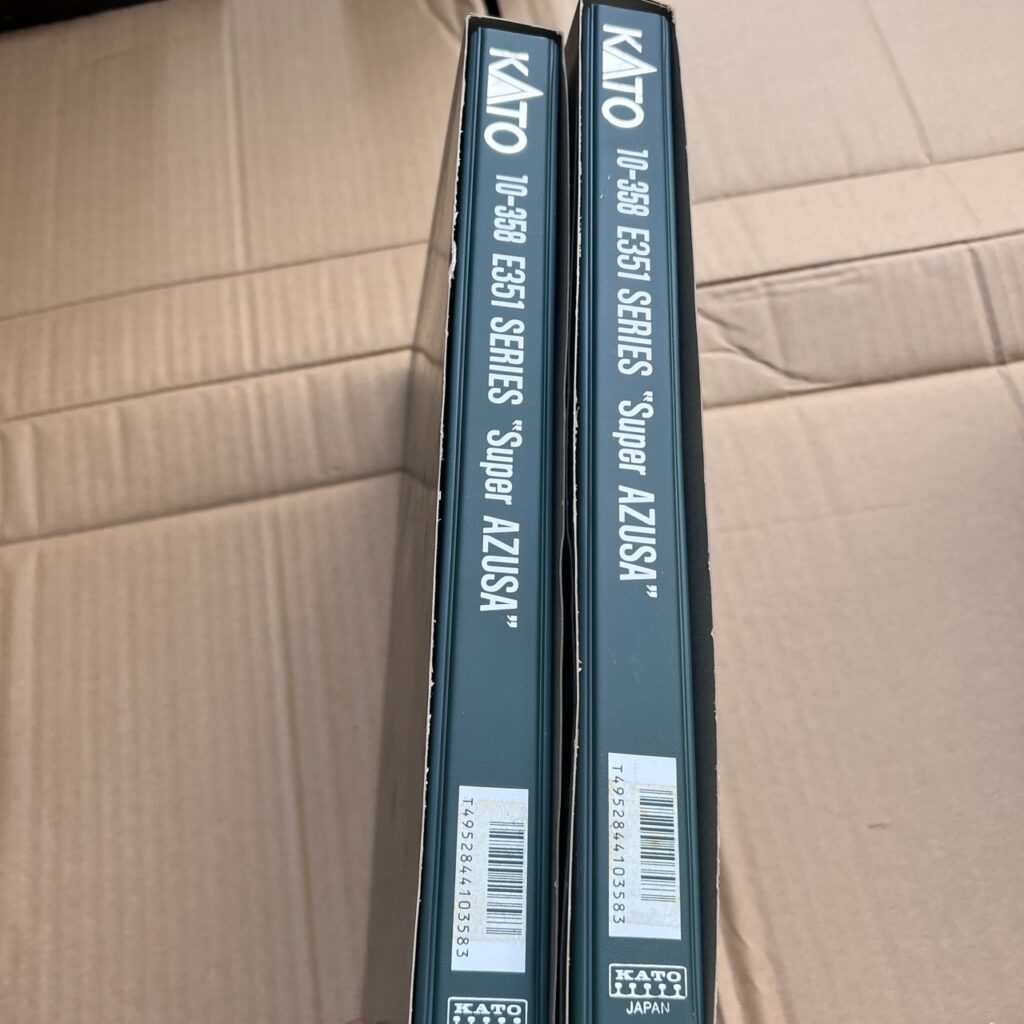 KATO 10-358 E351 SERIES "Super AZUSA"
T4952844103583
KATO
KATO 10-358 E351 SERIES "Super AZUSA"
T4952844103583
KATO
JAPAN